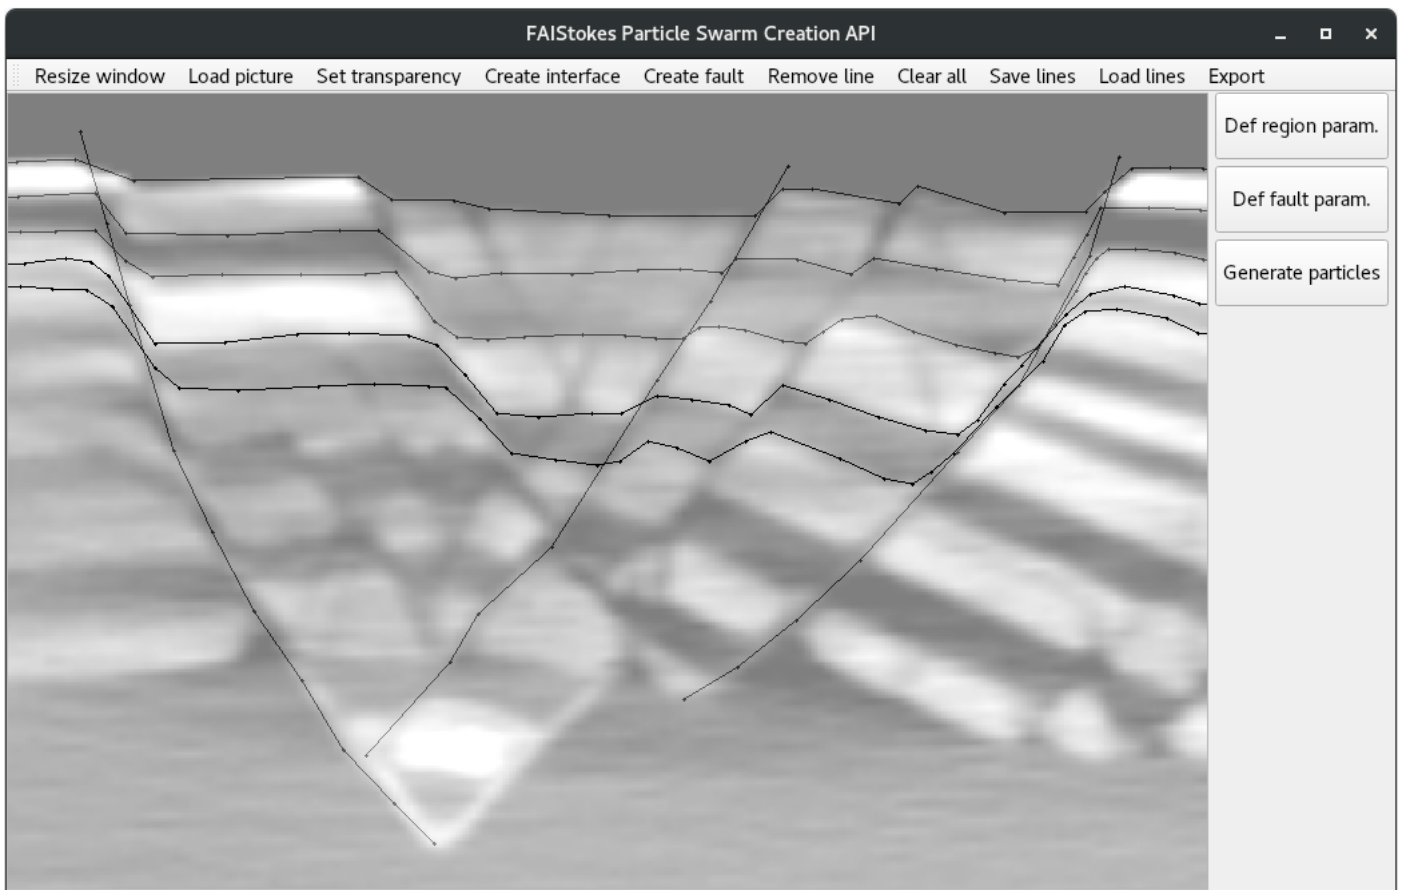 FAIStokes Particle Swarm Creation API
Resize window Load picture Set transparency Create interface Create fault Remove line Clear all Save lines Load lines Export
Def region param.
Def fault param.
Generate particles